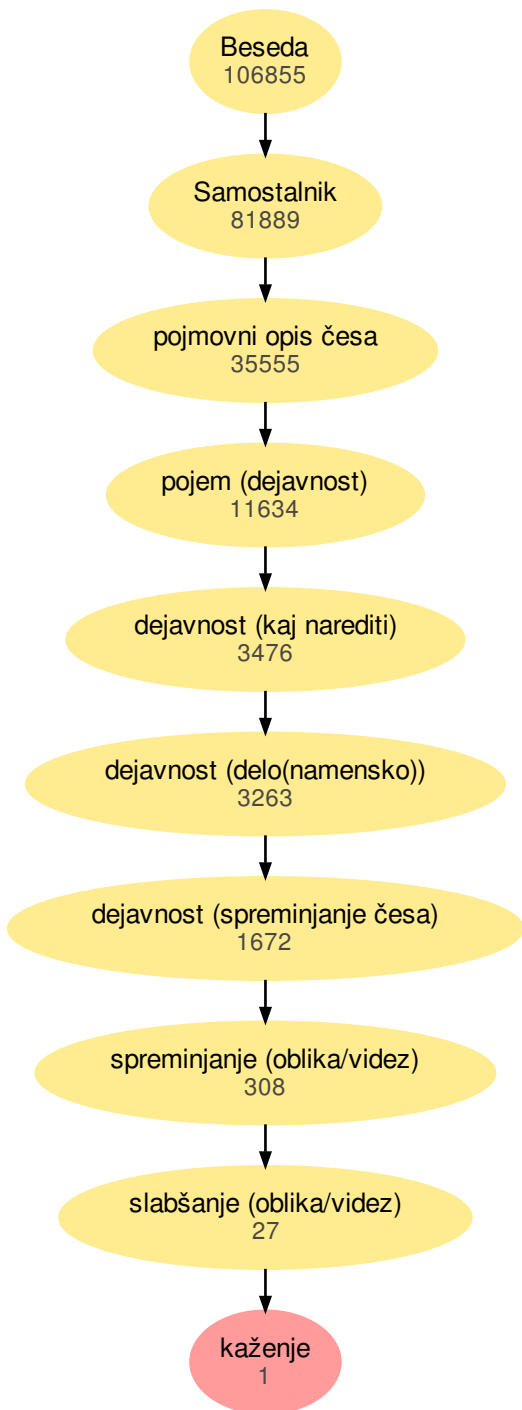 Beseda
106855
Samostalnik
81889
pojmovni opis česa
35555
pojem (dejavnost)
11634
dejavnost (kaj narediti)
3476
dejavnost (delo(namensko))
3263
dejavnost (spreminjanje česa)
1672
spreminjanje (oblika/videz)
308
slabšanje (oblika/videz)
27
kaženje
1